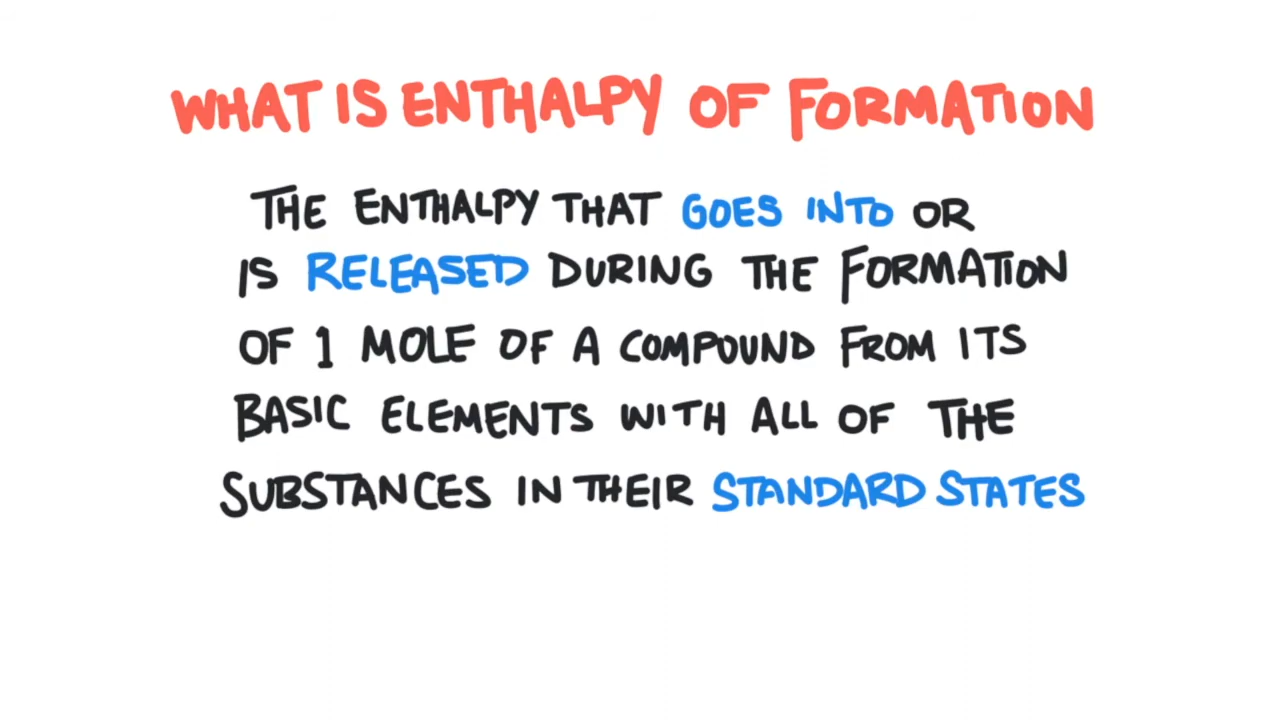 WHAT IS ENTHALPY OF FORMATION
THE ENTHALPY THAT GOES INTO OR
IS RELEASED DURING THE FORMATION
OF 1 MOLE OF A COMPOUND FROM ITS
BASIC ELEMENTS WITH ALL OF THE
SUBSTANCES IN THEIR STANDARD STATES